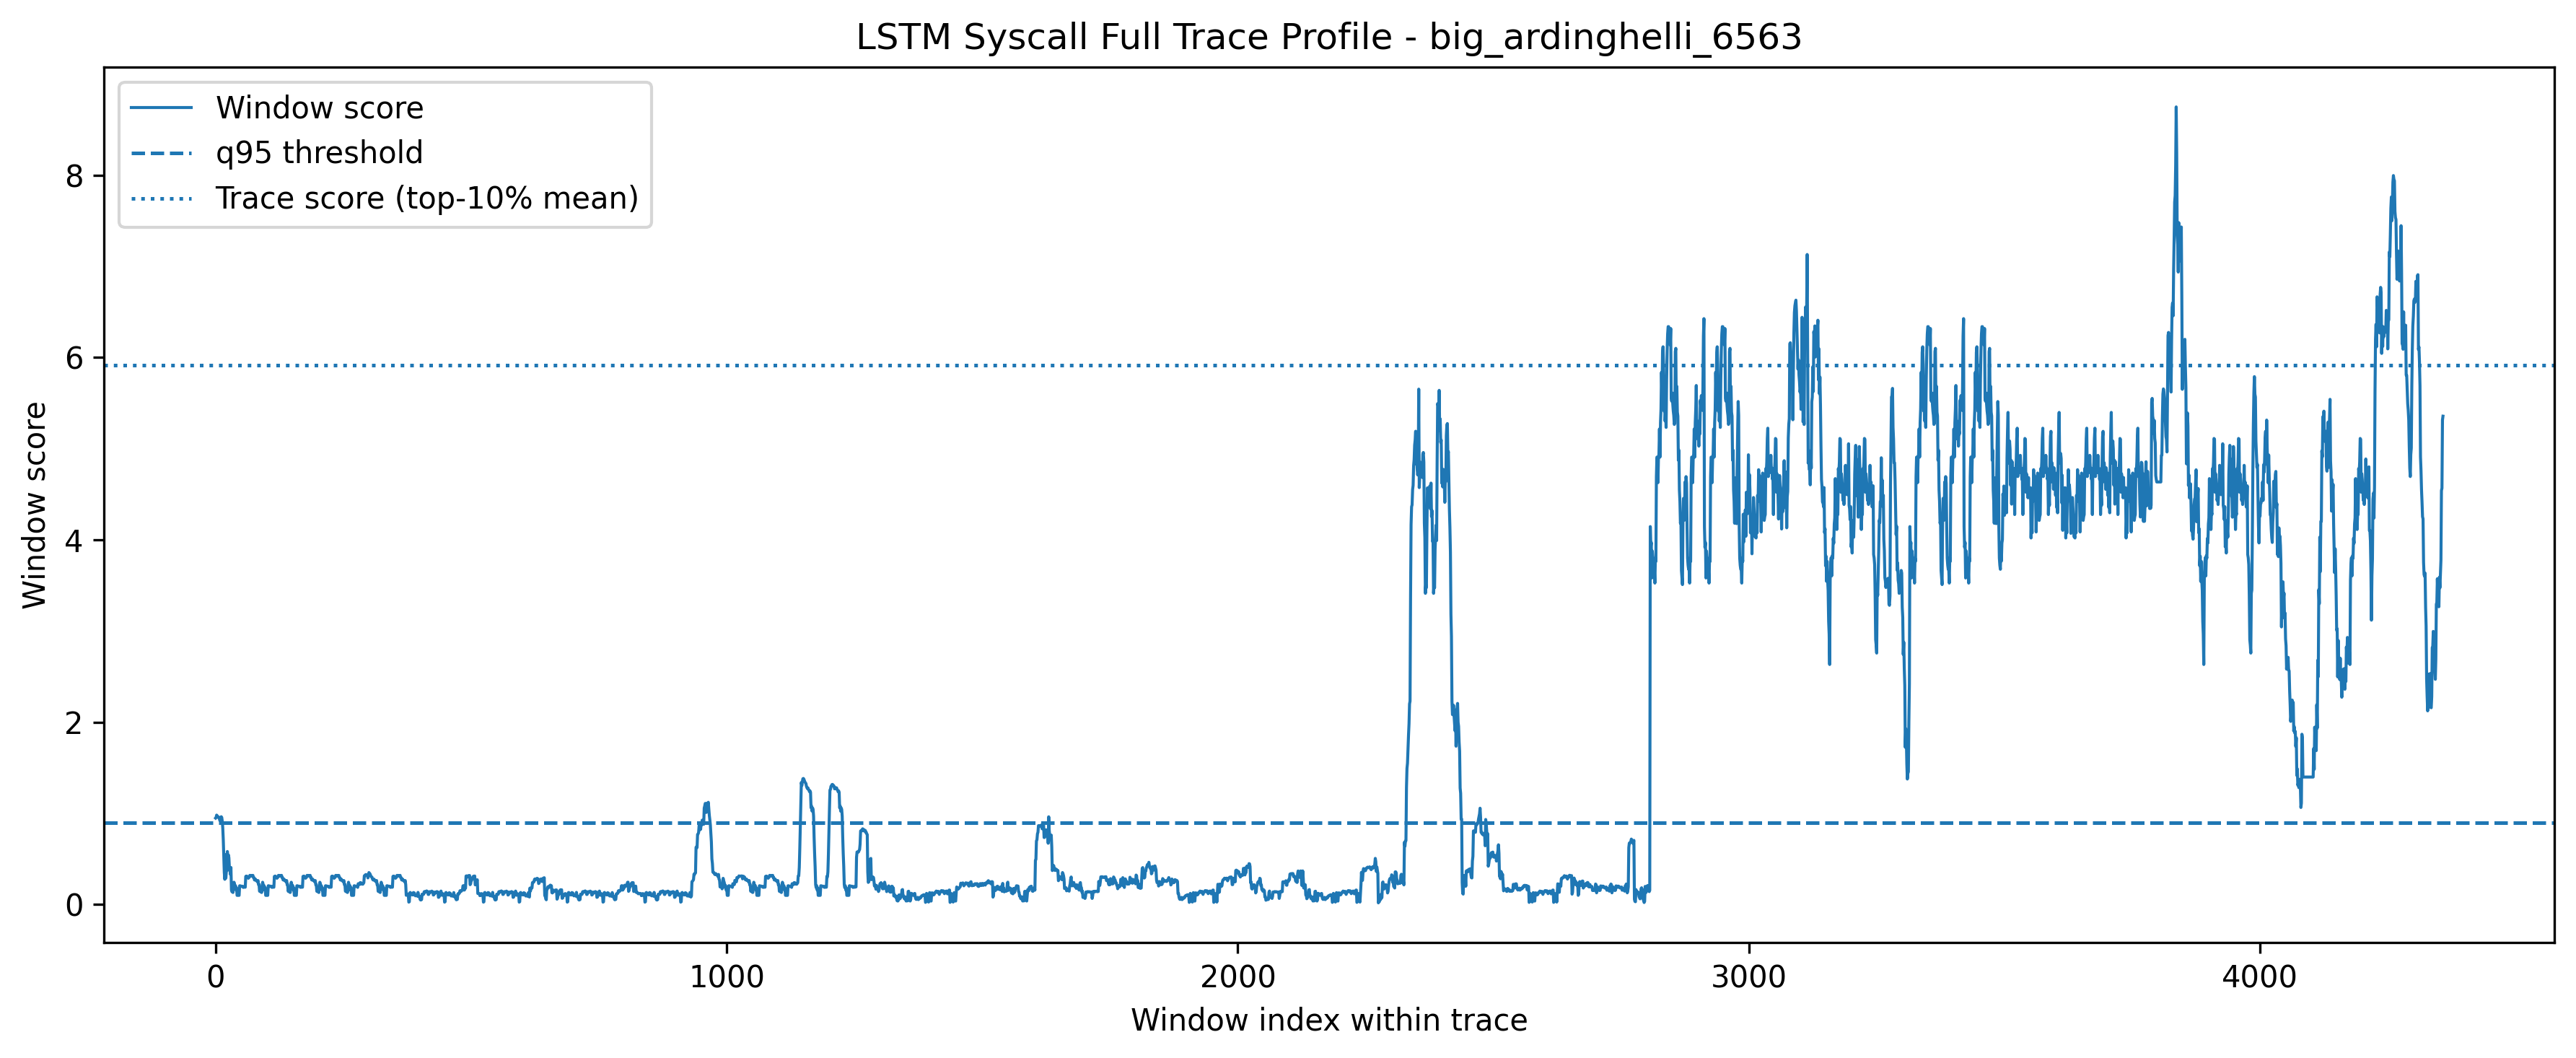 LSTM Syscall Full Trace Profile - big_ardinghelli_6563
Window score
q95 threshold
Trace score (top-10% mean)
8
6
4
2
0
Window score
0 1000 2000 3000 4000
Window index within trace